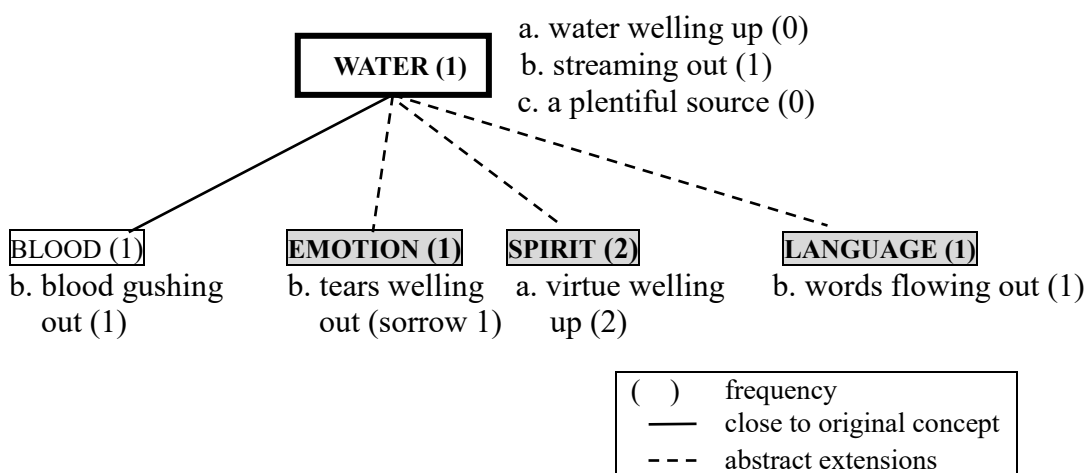 WATER (1)
a. water welling up (0)
b. streaming out (1)
c. a plentiful source (0)
BLOOD (1)
b. blood gushing
out (1)
EMOTION (1)
b. tears welling
out (sorrow 1)
SPIRIT (2)
a. virtue welling
up (2)
LANGUAGE (1)
b. words flowing out (1)
( ) frequency
close to original concept
abstract extensions